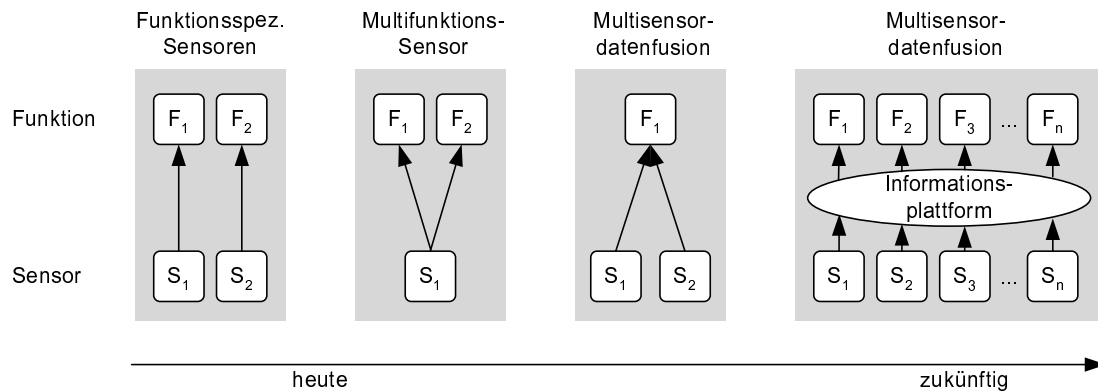 Funktionsspez.
Sensoren
Multifunktions-
Sensor
Multisensor-
datenfusion
Multisensor-
datenfusion
Funktion
F1 F2
F1 F2
F1
F1 F2 F3 ... Fn
Informations-
plattform
Sensor
S1 S2
S1
S1 S2
S1 S2 S3 ... Sn
heute
zukünftig